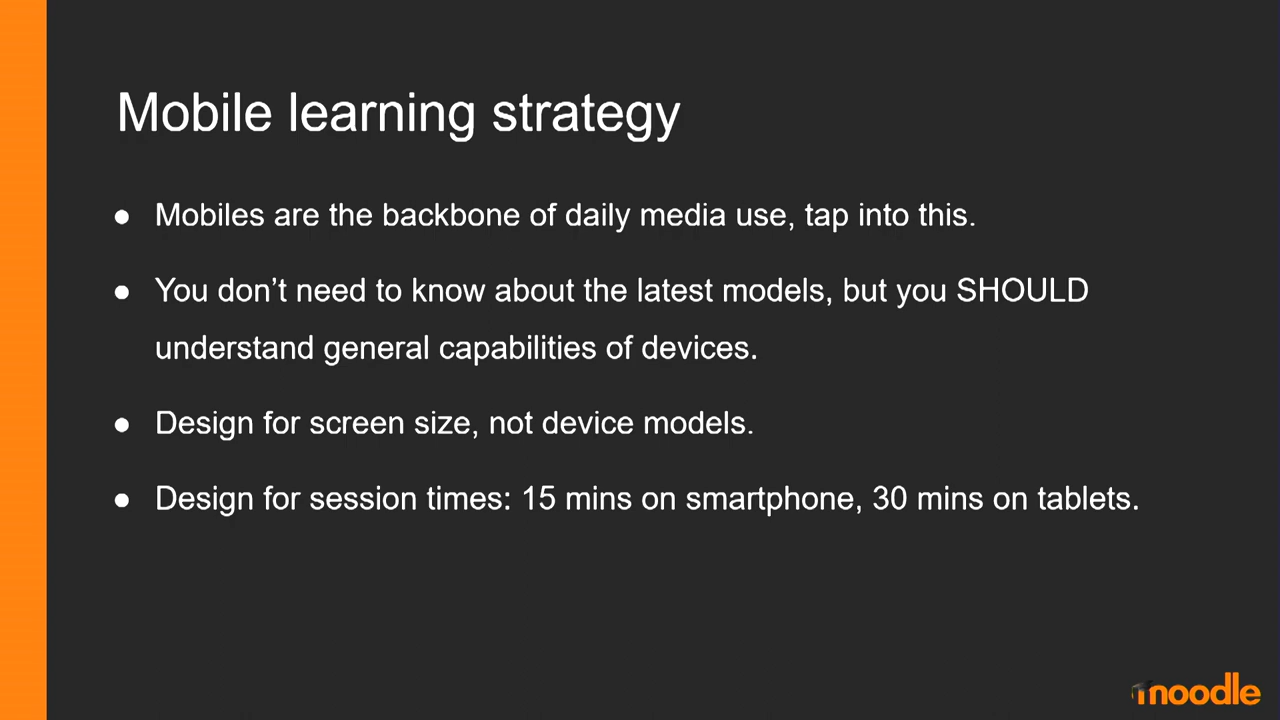 Mobile learning strategy
● Mobiles are the backbone of daily media use, tap into this.
● You don’t need to know about the latest models, but you SHOULD
understand general capabilities of devices.
● Design for screen size, not device models.
● Design for session times: 15 mins on smartphone, 30 mins on tablets.
moodle